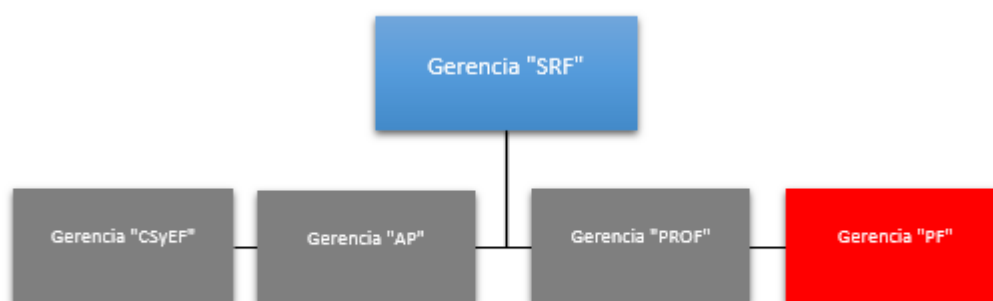 Gerencia "SRF"
Gerencia "CSyEF"
Gerencia "AP"
Gerencia "PROF"
Gerencia "PF"